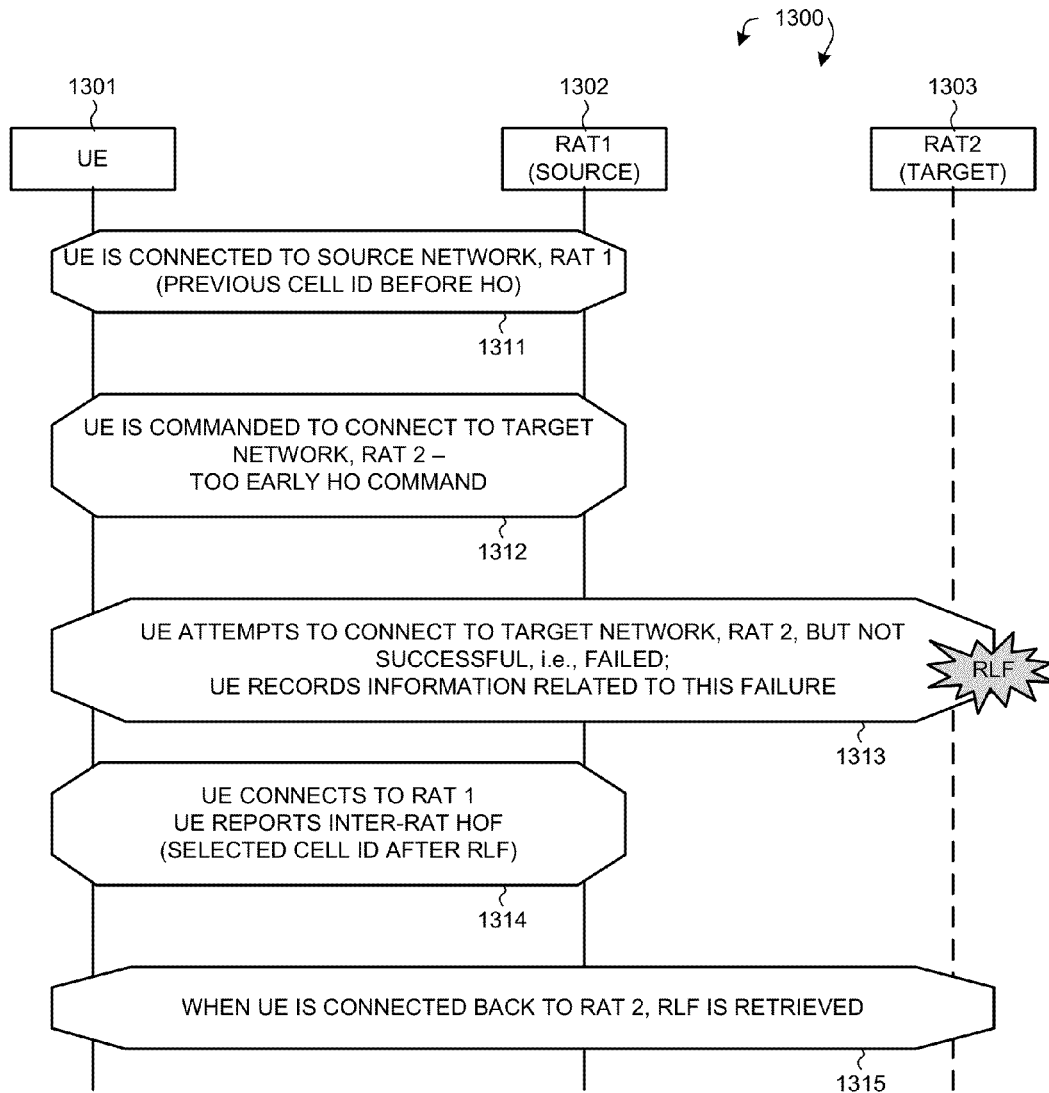 1300
1301
1302
1303
UE
RAT1
(SOURCE)
RAT2
(TARGET)
UE IS CONNECTED TO SOURCE NETWORK, RAT 1
(PREVIOUS CELL ID BEFORE HO)
1311
UE IS COMMANDED TO CONNECT TO TARGET
NETWORK, RAT 2 –
TOO EARLY HO COMMAND
1312
UE ATTEMPTS TO CONNECT TO TARGET NETWORK, RAT 2, BUT NOT
SUCCESSFUL, i.e., FAILED;
UE RECORDS INFORMATION RELATED TO THIS FAILURE
RLF
1313
UE CONNECTS TO RAT 1
UE REPORTS INTER-RAT HOF
(SELECTED CELL ID AFTER RLF)
1314
WHEN UE IS CONNECTED BACK TO RAT 2, RLF IS RETRIEVED
1315